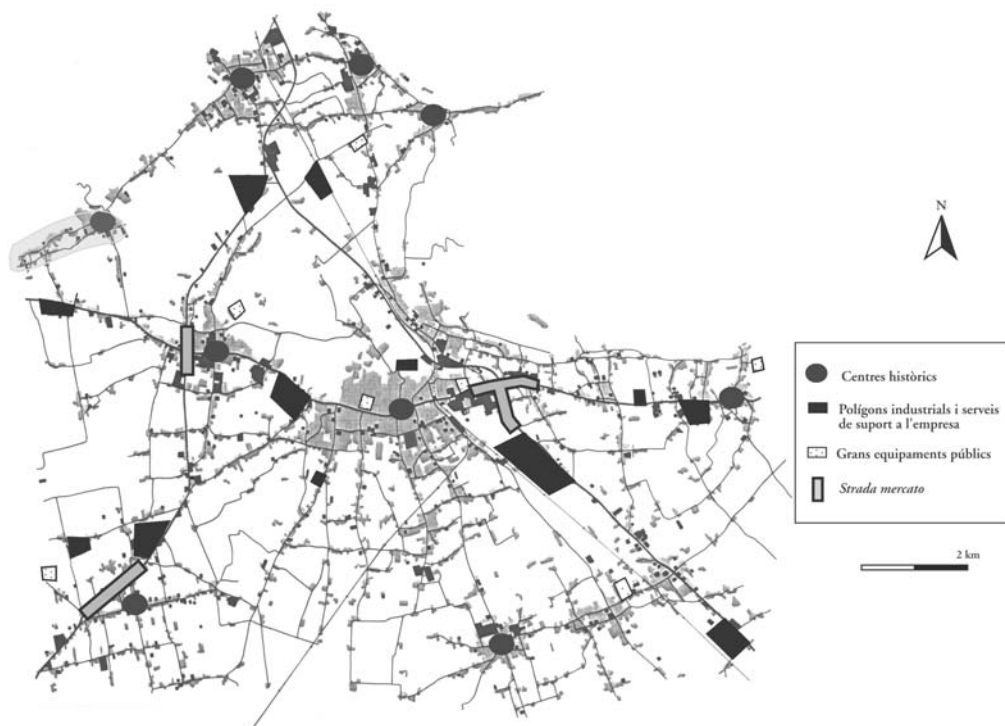 N
Centres històrics
Polígons industrials i serveis
de suport a l'empresa
Grans equipaments públics
Strada mercato
2 km